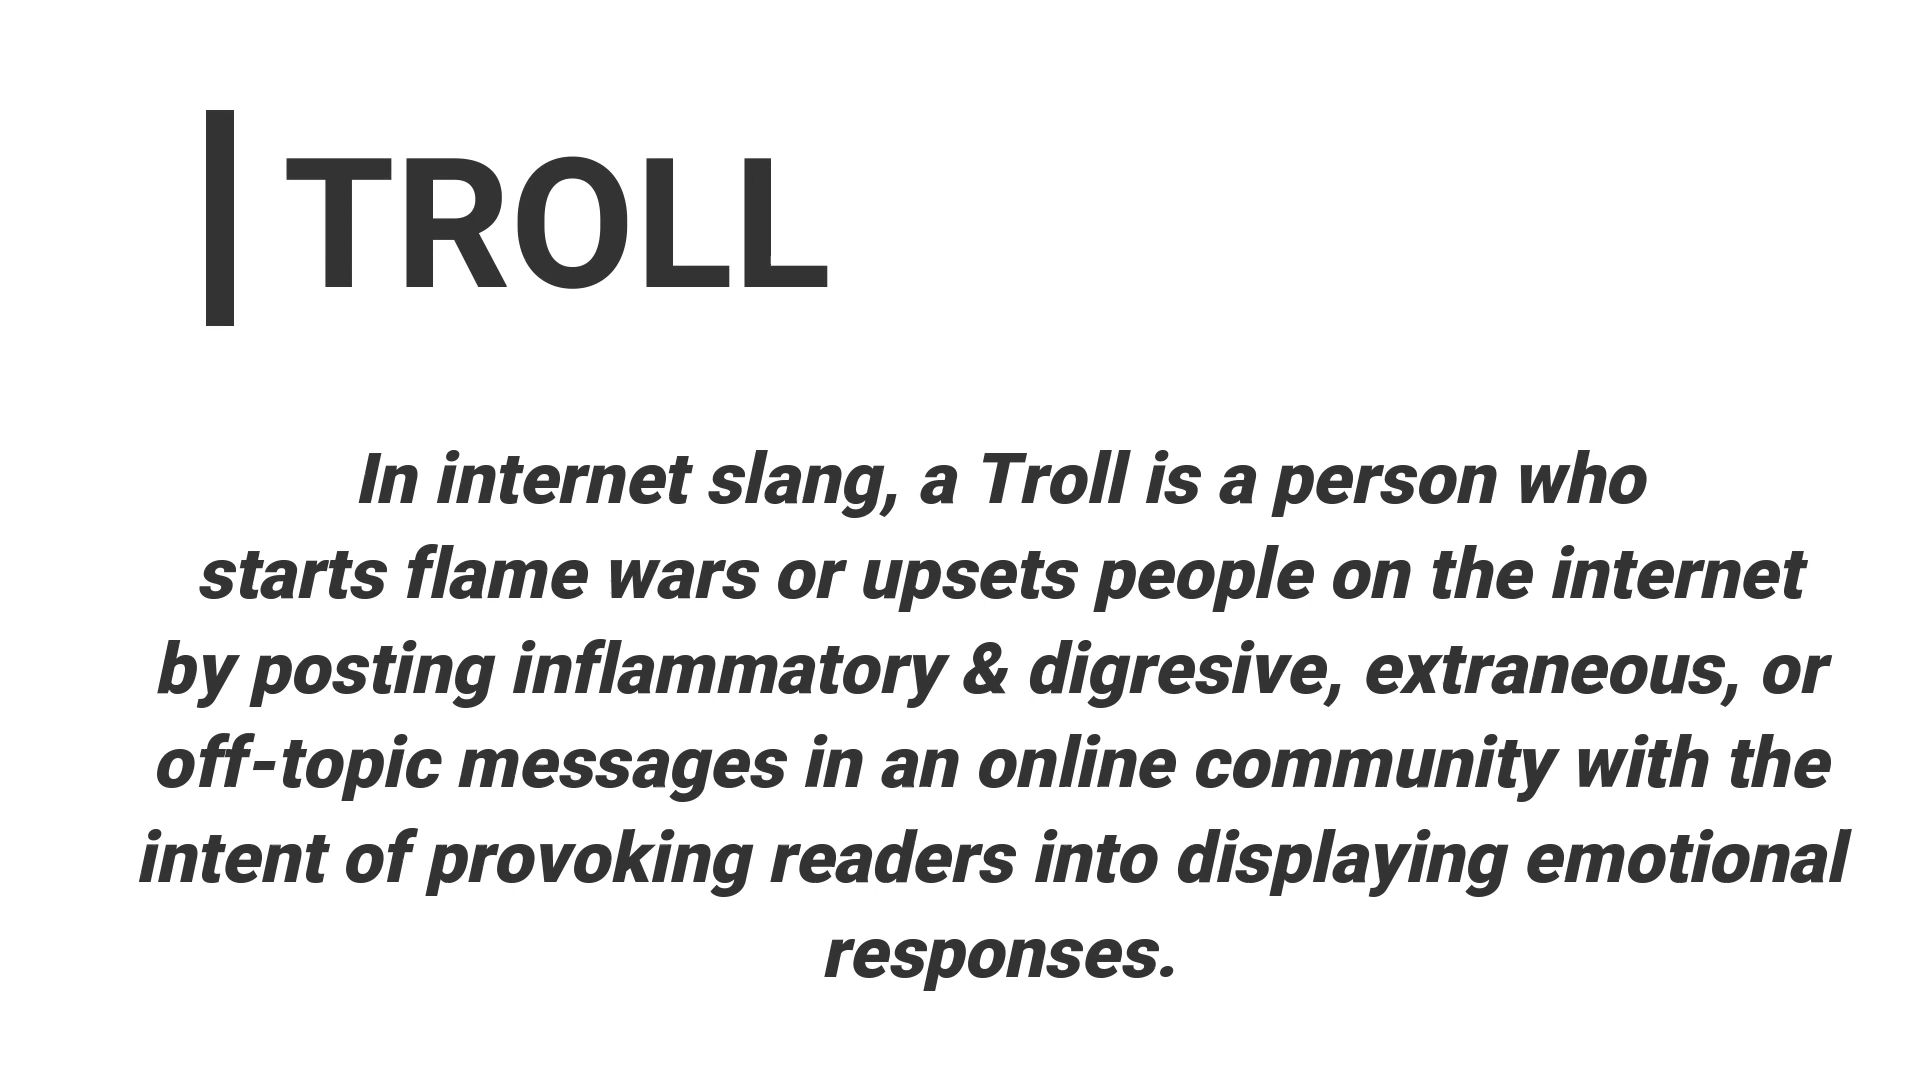 TROLL
In internet slang, a Troll is a person who
starts flame wars or upsets people on the internet
by posting inflammatory & digresive, extraneous, or
off-topic messages in an online community with the
intent of provoking readers into displaying emotional
responses.